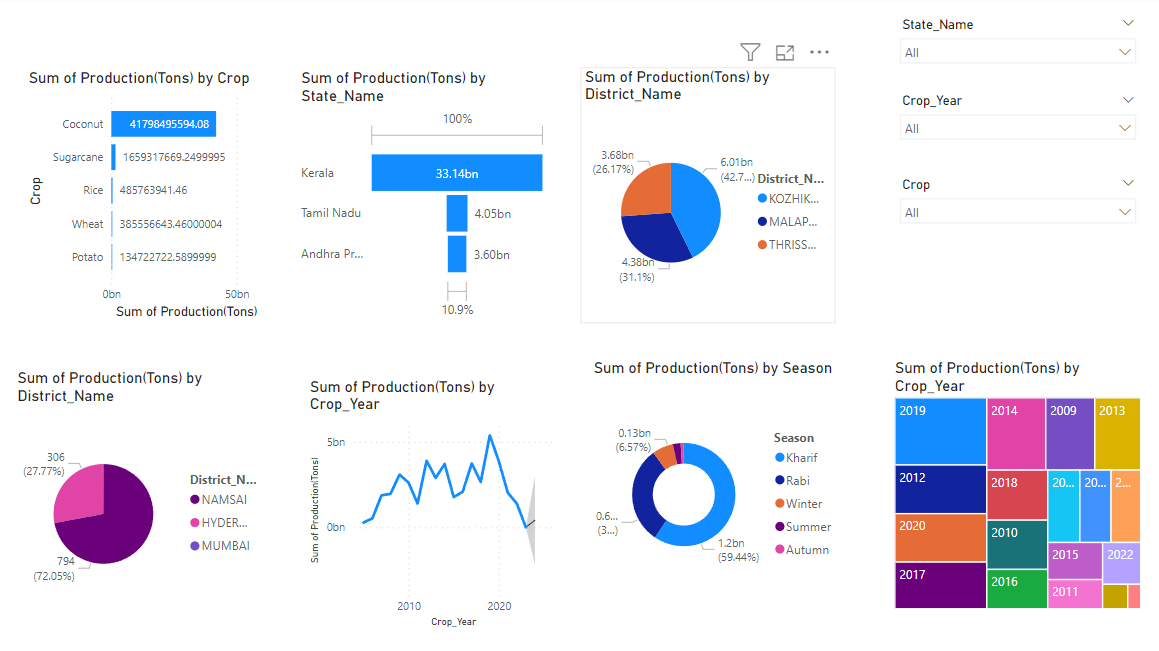 State_Name
All
Crop_Year
All
Crop
All
Sum of Production(Tons) by Crop
Crop
Coconut
41798495594.08
Sugarcane
1659317669.2499995
Rice
485763941.46
Wheat
385556643.46000004
Potato
134722722.5899999
0bn
50bn
Sum of Production(Tons)
Sum of Production(Tons) by
State_Name
100%
Kerala
33.14bn
Tamil Nadu
4.05bn
Andhra Pr...
3.60bn
10.9%
Sum of Production(Tons) by
District_Name
3.68bn
(26.17%)
6.01bn
(42.7...)
4.38bn
(31.1%)
District_N...
KOZHIK...
MALAP...
THRISS...
Sum of Production(Tons) by
District_Name
306
(27.77%)
794
(72.05%)
District_N...
NAMSAI
HYDER...
MUMBAI
Sum of Production(Tons) by
Crop_Year
Sum of Production(Tons)
5bn
0bn
2010
2020
Crop_Year
Sum of Production(Tons) by Season
0.13bn
(6.57%)
0.6...
(3...)
1.2bn
(59.44%)
Season
Kharif
Rabi
Winter
Summer
Autumn
Sum of Production(Tons) by
Crop_Year
2019
2014
2009
2013
2012
2018
20...
20...
2...
2020
2010
2015
2022
2017
2016
2011